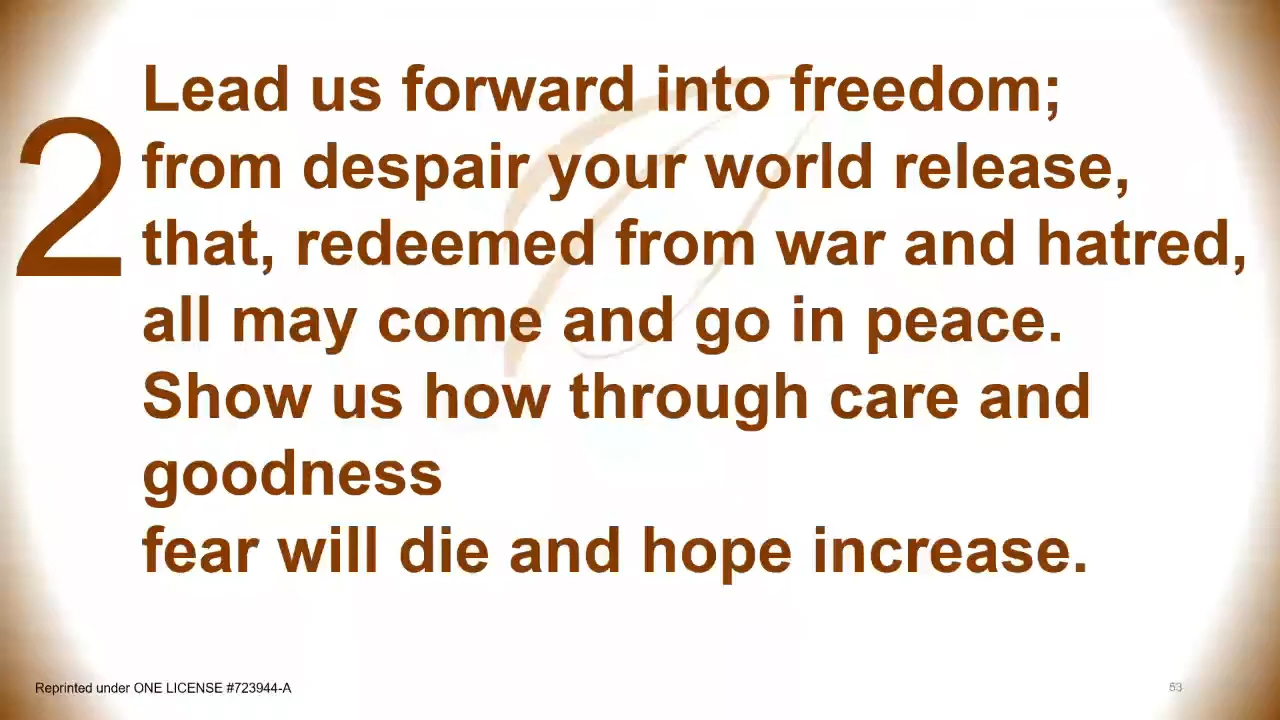 2
Lead us forward into freedom;
from despair your world release,
that, redeemed from war and hatred,
all may come and go in peace.
Show us how through care and
goodness
fear will die and hope increase.
Reprinted under ONE LICENSE #723944-A
53